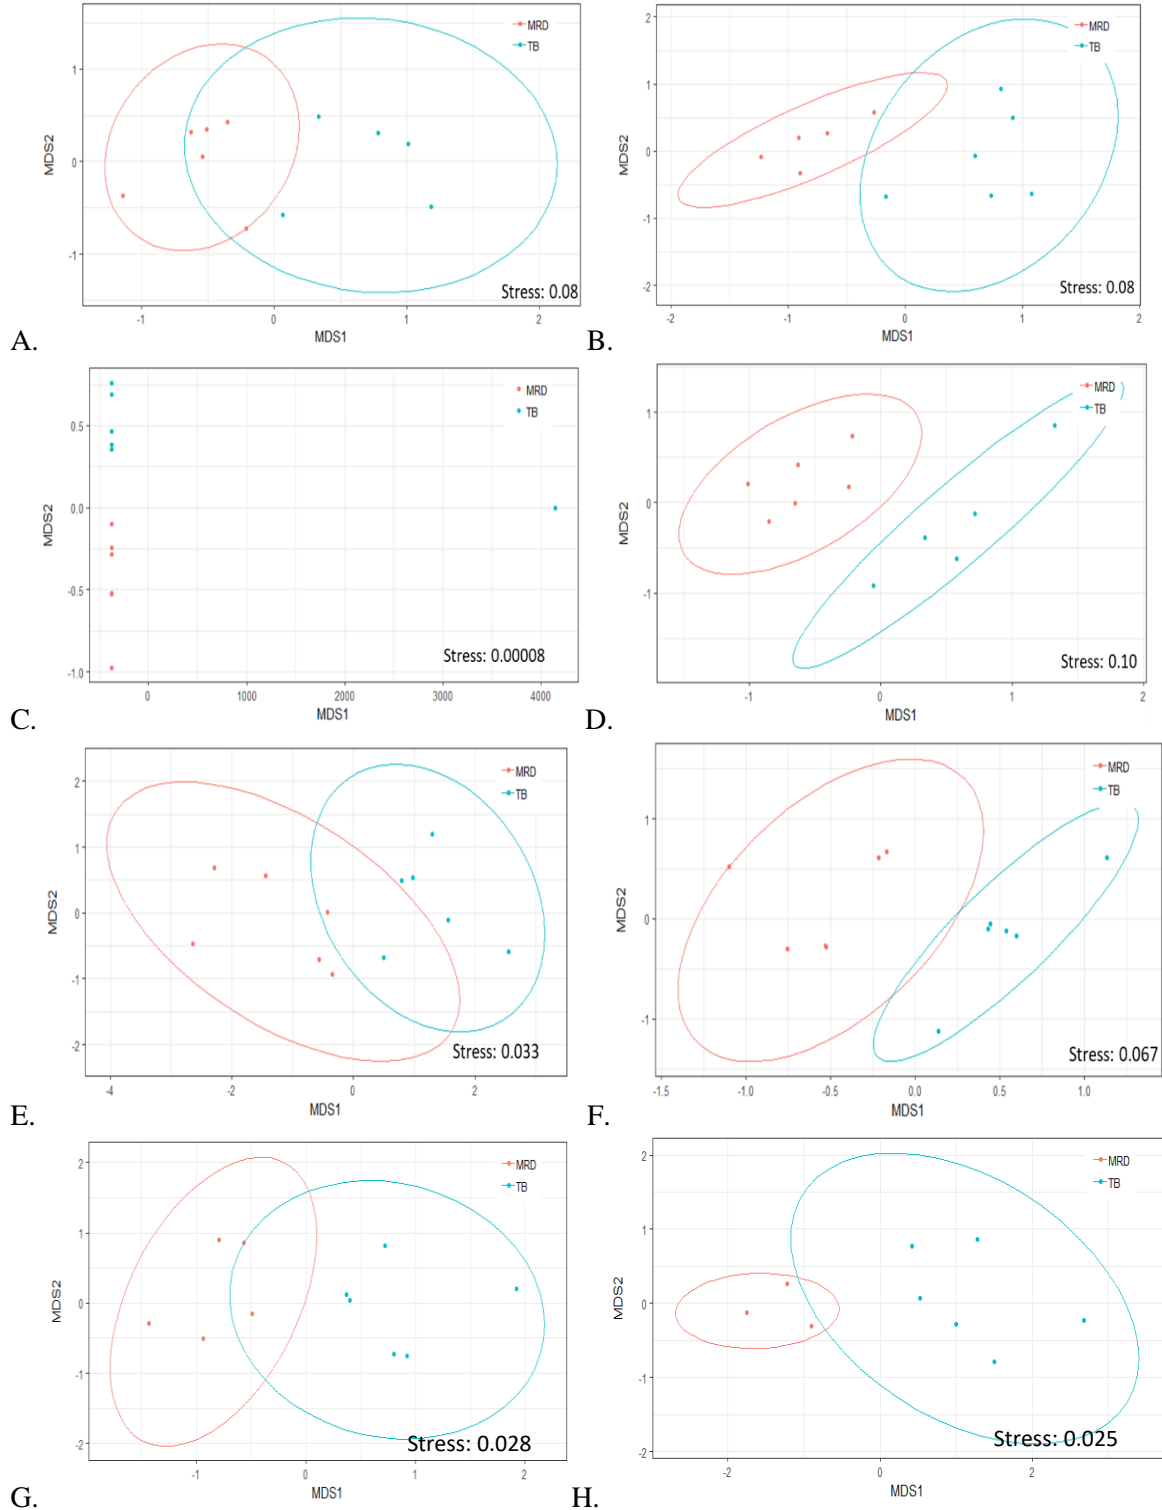 MRD
TB
1
0
-1
MDS2
-1
0
1
2
MDS1
Stress: 0.08
A.
MRD
TB
2
1
0
-1
-2
MDS2
-2
-1
0
1
2
MDS1
Stress: 0.08
B.
MRD
TB
0.5
0.0
-0.5
-1.0
MDS2
0
1000
2000
3000
4000
MDS1
Stress: 0.00008
C.
MRD
TB
1
0
-1
MDS2
-1
0
1
2
MDS1
Stress: 0.10
D.
MRD
TB
2
1
0
-1
-2
MDS2
-4
-2
0
2
MDS1
Stress: 0.033
E.
MRD
TB
1
0
-1
MDS2
-1.5
-1.0
-0.5
0.0
0.5
1.0
MDS1
Stress: 0.067
F.
MRD
TB
2
1
0
-1
-2
MDS2
-1
0
1
2
MDS1
Stress: 0.028
G.
MRD
TB
2
1
0
-1
-2
MDS2
-2
0
2
MDS1
Stress: 0.025
H.